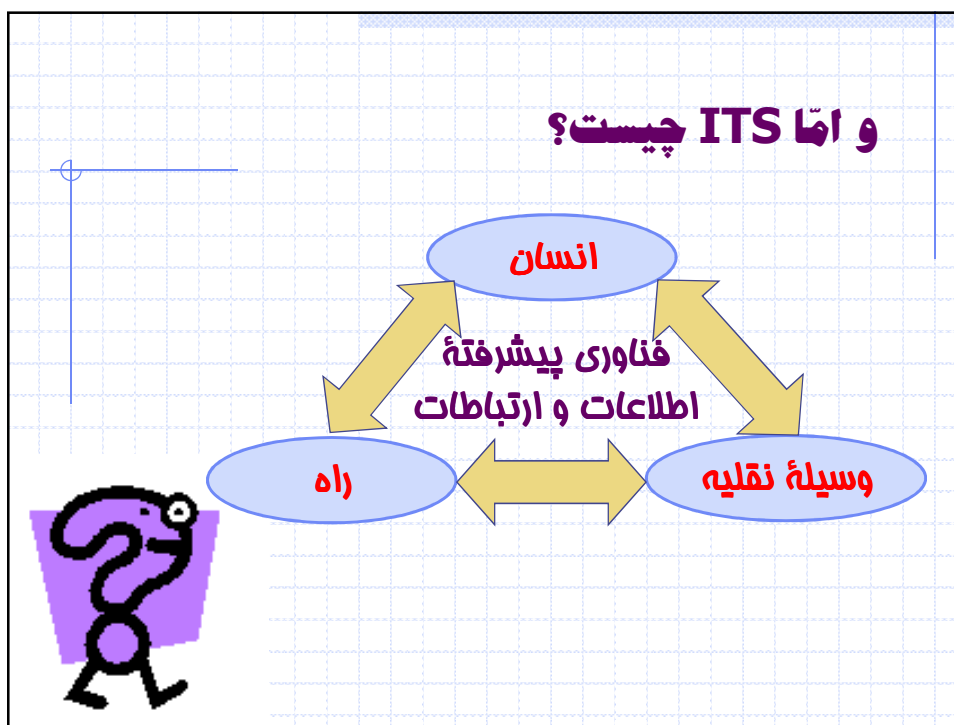 و امّا ITS چیست؟
انسان
فناوری پیشرفتهٔ
اطلاعات و ارتباطات
وسیلهٔ نقلیه
راه